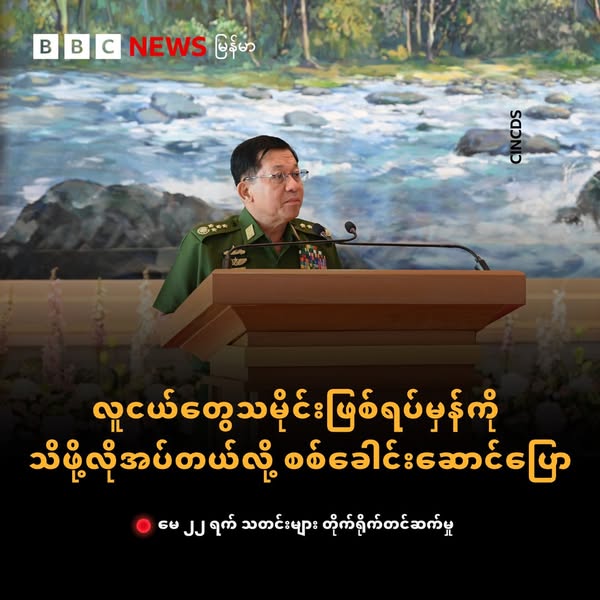 BBC NEWS မြန်မာ
CINCDS
လူငယ်တွေသမိုင်းဖြစ်ရပ်မှန်ကို
သိဖို့လိုအပ်တယ်လို့ စစ်ခေါင်းဆောင်ပြော
မေ ၂၂ ရက် သတင်းများ တိုက်ရိုက်တင်ဆက်မှု